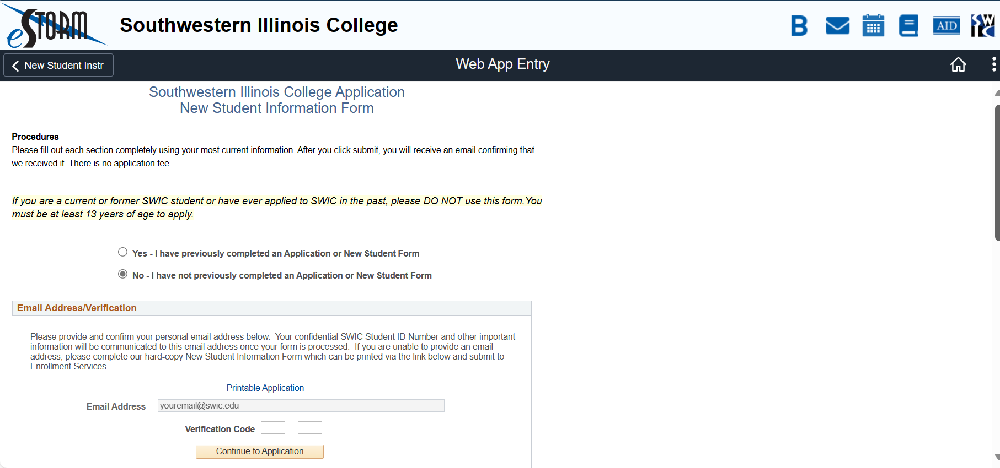 eSTORM
Southwestern Illinois College
B
AID
SW
IC
New Student Instr
Web App Entry
Southwestern Illinois College Application
New Student Information Form
Procedures
Please fill out each section completely using your most current information. After you click submit, you will receive an email confirming that
we received it. There is no application fee.
If you are a current or former SWIC student or have ever applied to SWIC in the past, please DO NOT use this form.You
must be at least 13 years of age to apply.
Yes - I have previously completed an Application or New Student Form
No - I have not previously completed an Application or New Student Form
Email Address/Verification
Please provide and confirm your personal email address below.  Your confidential SWIC Student ID Number and other important
information will be communicated to this email address once your form is processed.  If you are unable to provide an email
address, please complete our hard-copy New Student Information Form which can be printed via the link below and submit to
Enrollment Services.
Printable Application
Email Address youremail@swic.edu
Verification Code -
Continue to Application